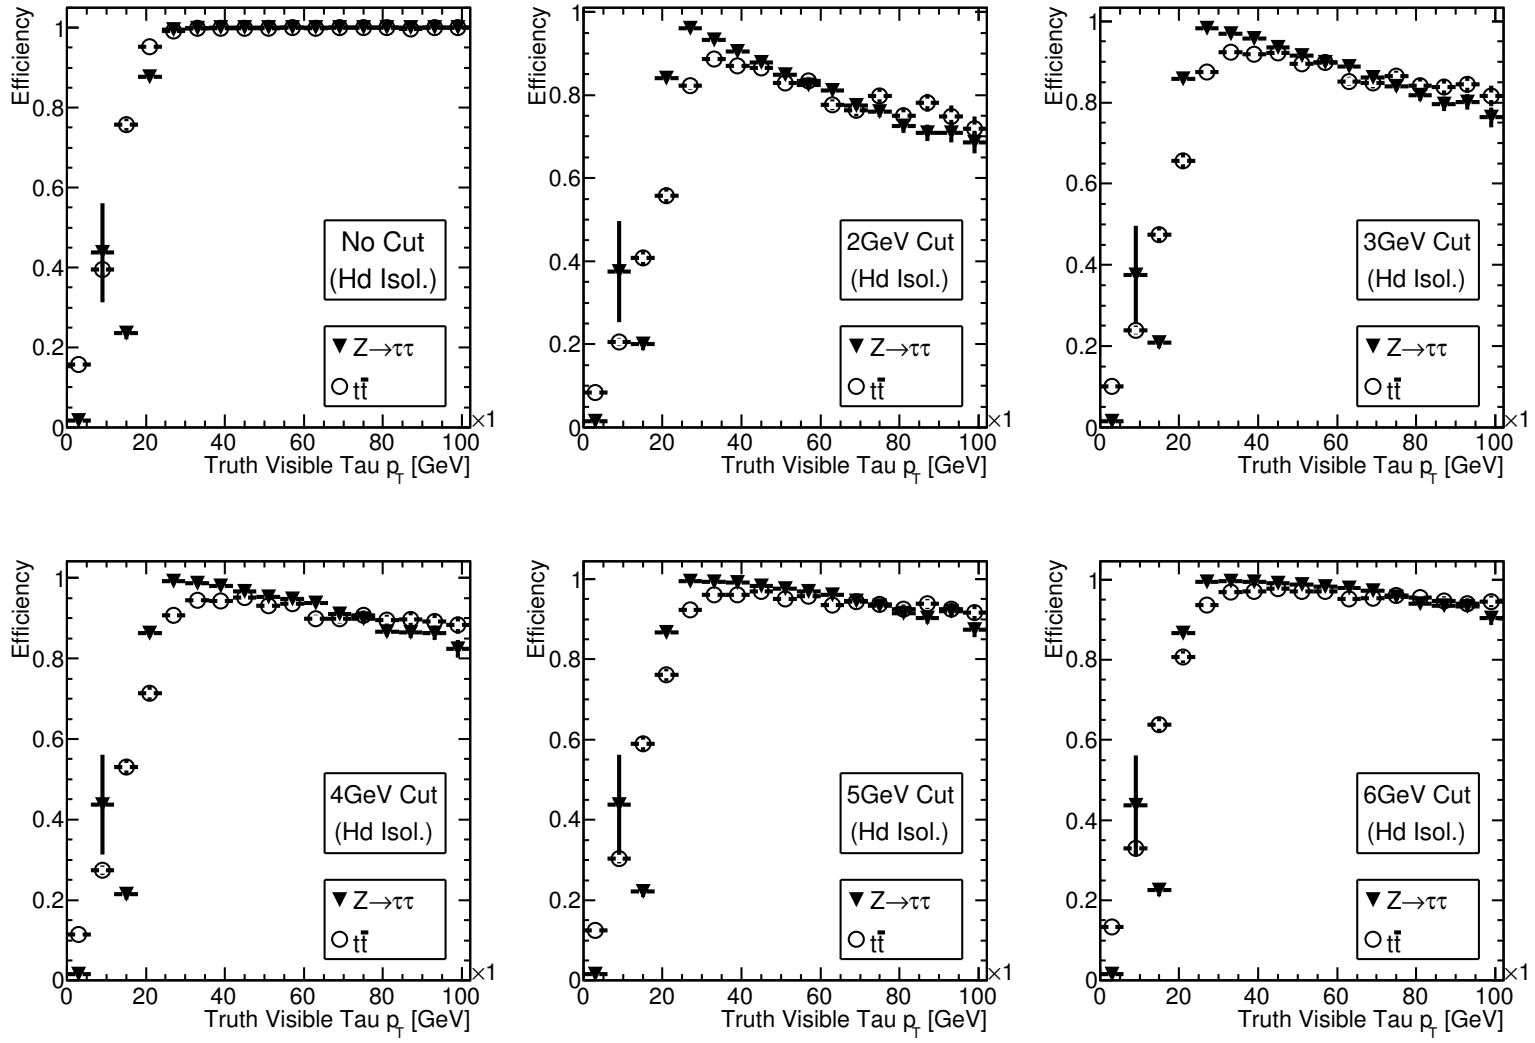 Efficiency
1
0.8
0.6
0.4
0.2
0
No Cut
(Hd Isol.)
Z→ττ
tt̄
0 20 40 60 80 100
×1
Truth Visible Tau p_T [GeV]
Efficiency
1
0.8
0.6
0.4
0.2
0
2GeV Cut
(Hd Isol.)
Z→ττ
tt̄
0 20 40 60 80 100
×1
Truth Visible Tau p_T [GeV]
Efficiency
1
0.8
0.6
0.4
0.2
0
3GeV Cut
(Hd Isol.)
Z→ττ
tt̄
0 20 40 60 80 100
×1
Truth Visible Tau p_T [GeV]
Efficiency
1
0.8
0.6
0.4
0.2
0
4GeV Cut
(Hd Isol.)
Z→ττ
tt̄
0 20 40 60 80 100
×1
Truth Visible Tau p_T [GeV]
Efficiency
1
0.8
0.6
0.4
0.2
0
5GeV Cut
(Hd Isol.)
Z→ττ
tt̄
0 20 40 60 80 100
×1
Truth Visible Tau p_T [GeV]
Efficiency
1
0.8
0.6
0.4
0.2
0
6GeV Cut
(Hd Isol.)
Z→ττ
tt̄
0 20 40 60 80 100
×1
Truth Visible Tau p_T [GeV]